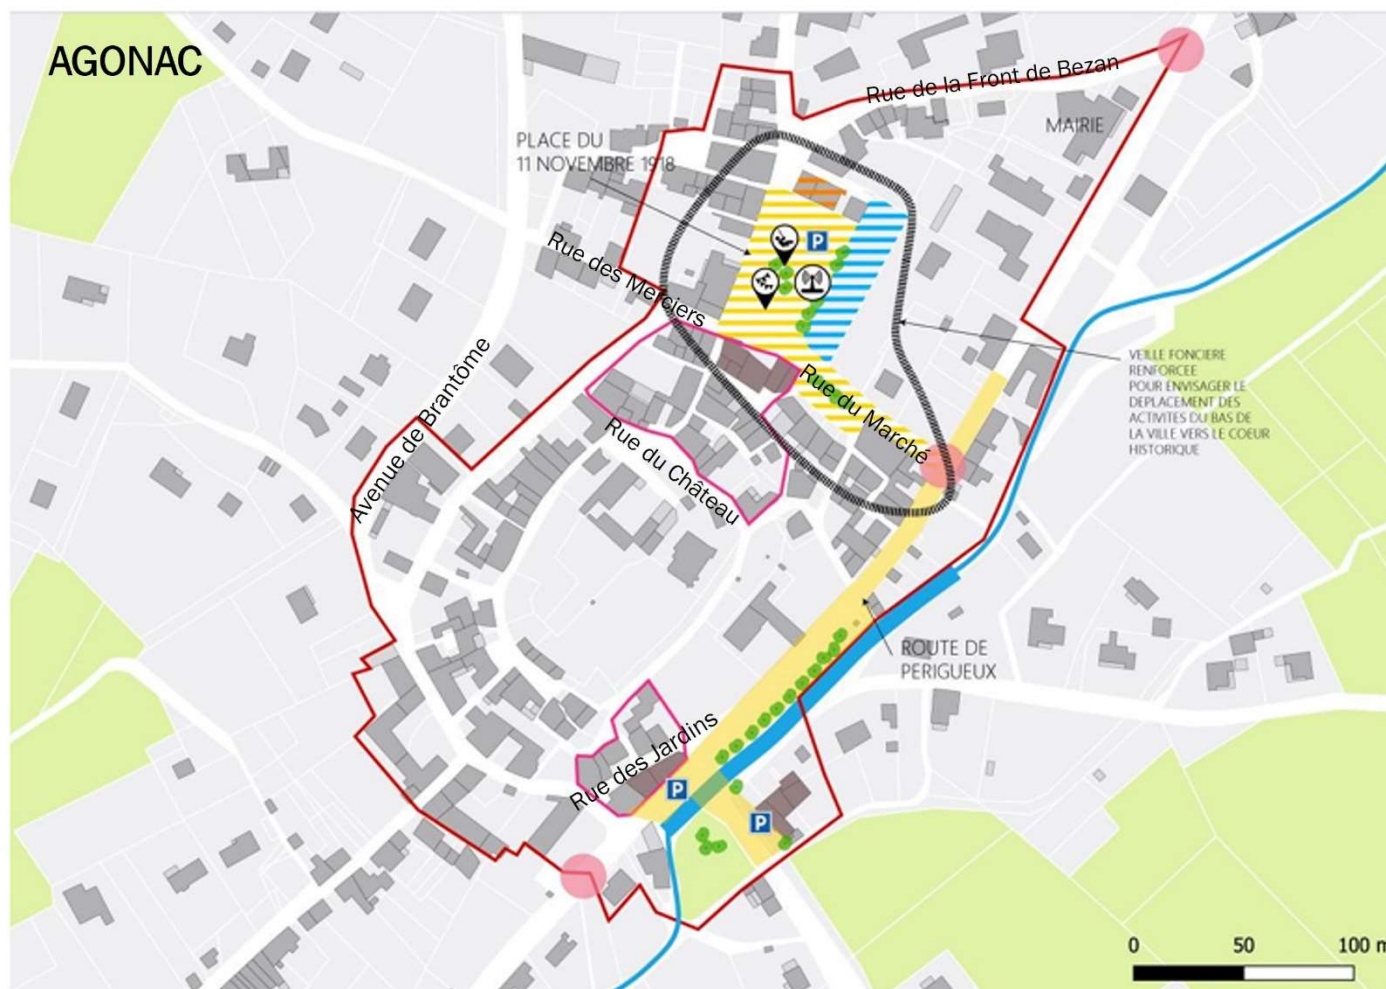 AGONAC
Rue de la Front de Bezan
MAIRIE
PLACE DU
11 NOVEMBRE 1918
P
Rue des Merciers
Avenue de Brantôme
Rue du Marché
VEILLE FONCIERE
RENFORCEE
POUR ENVISAGER LE
DEPLACEMENT DES
ACTIVITES DU BAS DE
LA VILLE VERS LE COEUR
HISTORIQUE
Rue du Château
ROUTE DE
PERIGUEUX
Rue des Jardins
P
P
0 50 100 m